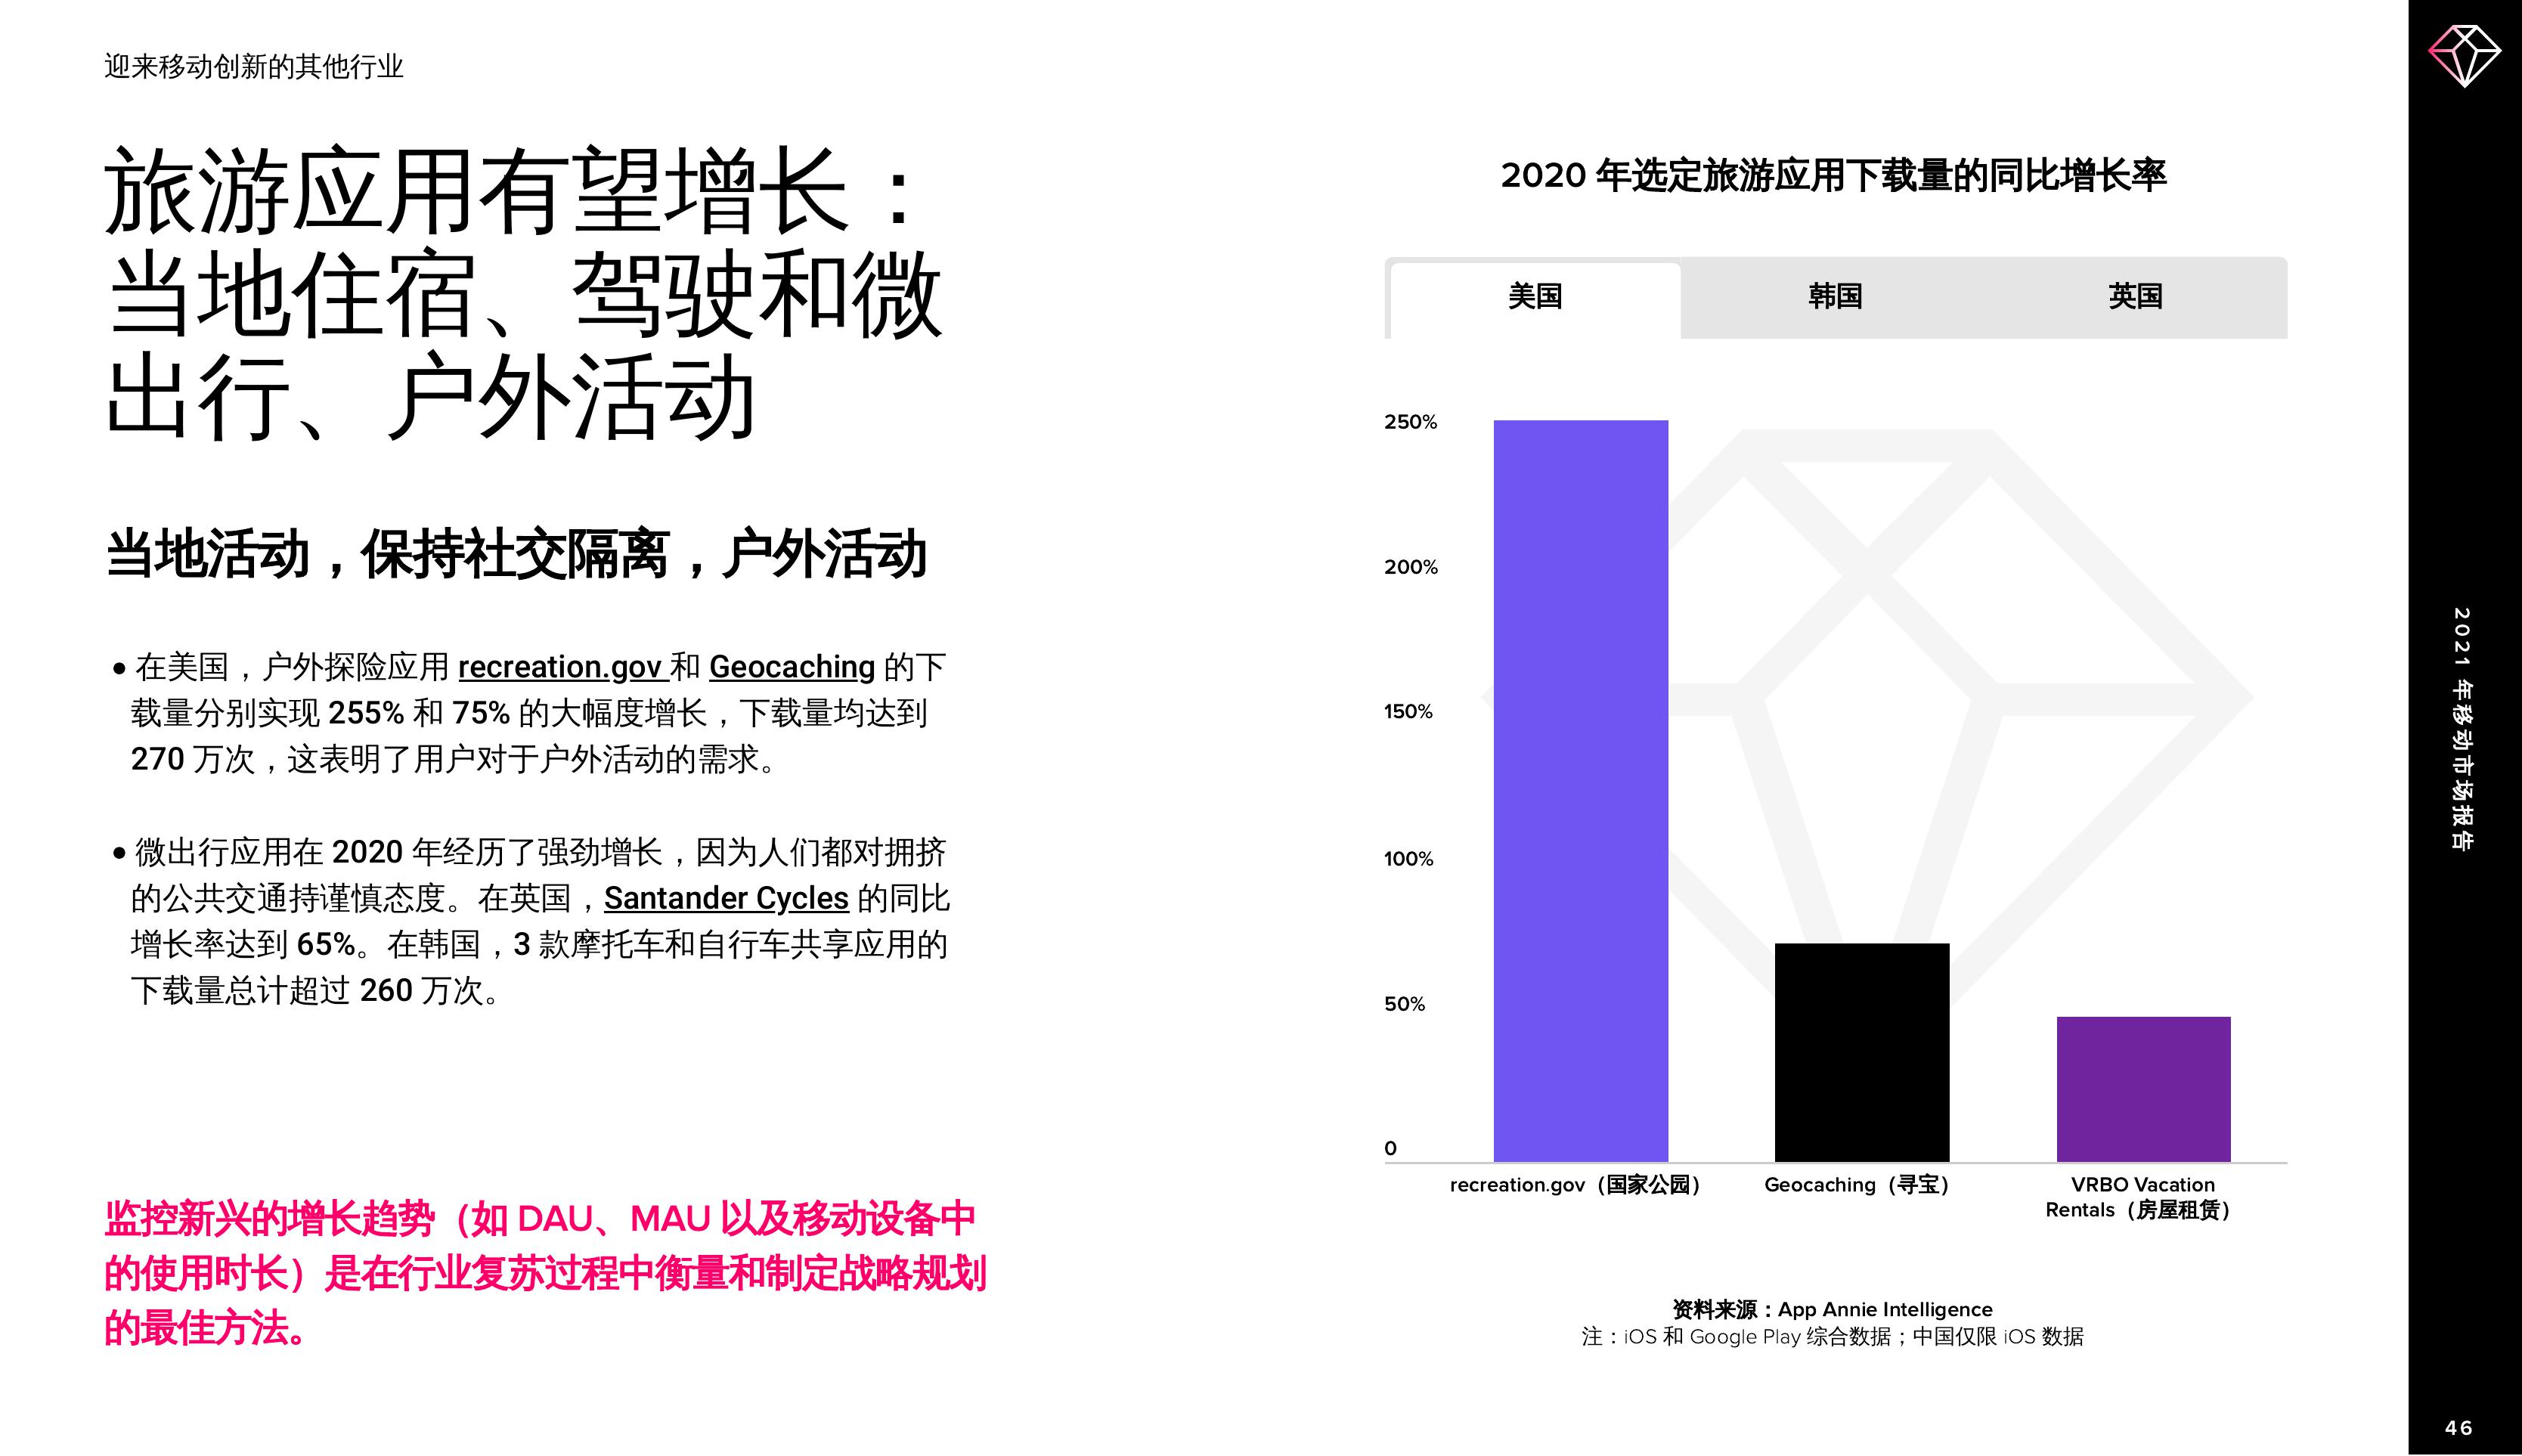 迎来移动创新的其他行业
旅游应用有望增长：
当地住宿、驾驶和微
出行、户外活动
当地活动，保持社交隔离，户外活动
• 在美国，户外探险应用 recreation.gov 和 Geocaching 的下
载量分别实现 255% 和 75% 的大幅度增长，下载量均达到
270 万次，这表明了用户对于户外活动的需求。
• 微出行应用在 2020 年经历了强劲增长，因为人们都对拥挤
的公共交通持谨慎态度。在英国，Santander Cycles 的同比
增长率达到 65%。在韩国，3 款摩托车和自行车共享应用的
下载量总计超过 260 万次。
监控新兴的增长趋势（如 DAU、MAU 以及移动设备中
的使用时长）是在行业复苏过程中衡量和制定战略规划
的最佳方法。
2020 年选定旅游应用下载量的同比增长率
美国 韩国 英国
250%
200%
150%
100%
50%
0
recreation.gov（国家公园） Geocaching（寻宝） VRBO Vacation
Rentals（房屋租赁）
资料来源：App Annie Intelligence
注：iOS 和 Google Play 综合数据；中国仅限 iOS 数据
2021 年移动市场报告
46